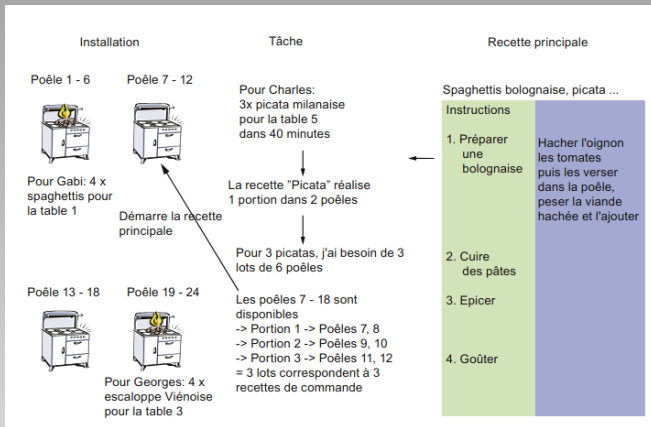 Installation
Tâche
Recette principale
Poêle 1 - 6
Poêle 7 - 12
Pour Gabi: 4 x
spaghettis pour
la table 1
Démarre la recette
principale
Poêle 13 - 18
Poêle 19 - 24
Pour Georges: 4 x
escaloppe Viénoise
pour la table 3
Pour Charles:
3x picata milanaise
pour la table 5
dans 40 minutes
La recette "Picata" réalise
1 portion dans 2 poêles
Pour 3 picatas, j'ai besoin de 3
lots de 6 poêles
Les poêles 7 - 18 sont
disponibles
-> Portion 1 -> Poêles 7, 8
-> Portion 2 -> Poêles 9, 10
-> Portion 3 -> Poêles 11, 12
= 3 lots correspondent à 3
recettes de commande
Spaghettis bolognaise, picata ...
Instructions
1. Préparer
une
bolognaise
Hacher l'oignon
les tomates
puis les verser
dans la poêle,
peser la viande
hachée et l'ajouter
2. Cuire
des pâtes
3. Epicer
4. Goûter